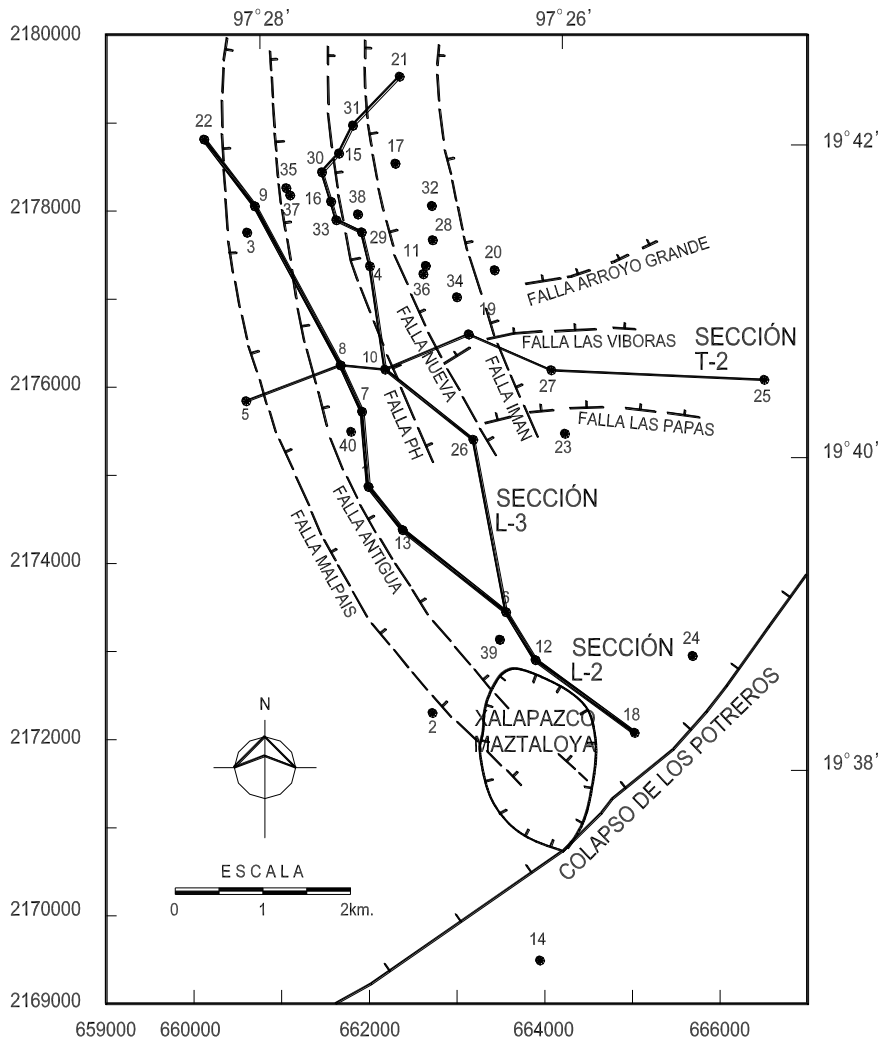 97°28’
97°26’
2180000
21
22
31
17
19°42’
30
15
35
9
37
16
38
32
2178000
3
33
29
28
11
20
4
36
34
FALLA ARROYO GRANDE
19
FALLA NUEVA
FALLA LAS VIBORAS
SECCIÓN
T-2
8
10
2176000
5
27
25
7
FALLA PH
FALLA IMAN
FALLA LAS PAPAS
40
26
23
19°40’
SECCIÓN
L-3
FALLA MALPAIS
FALLA ANTIGUA
13
2174000
6
39
12
SECCIÓN
L-2
24
2
18
N
XALAPAZCO
MAZTALOYA
2172000
19°38’
COLAPSO DE LOS POTREROS
ESCALA
0
1
2km.
2170000
14
2169000
659000
660000
662000
664000
666000